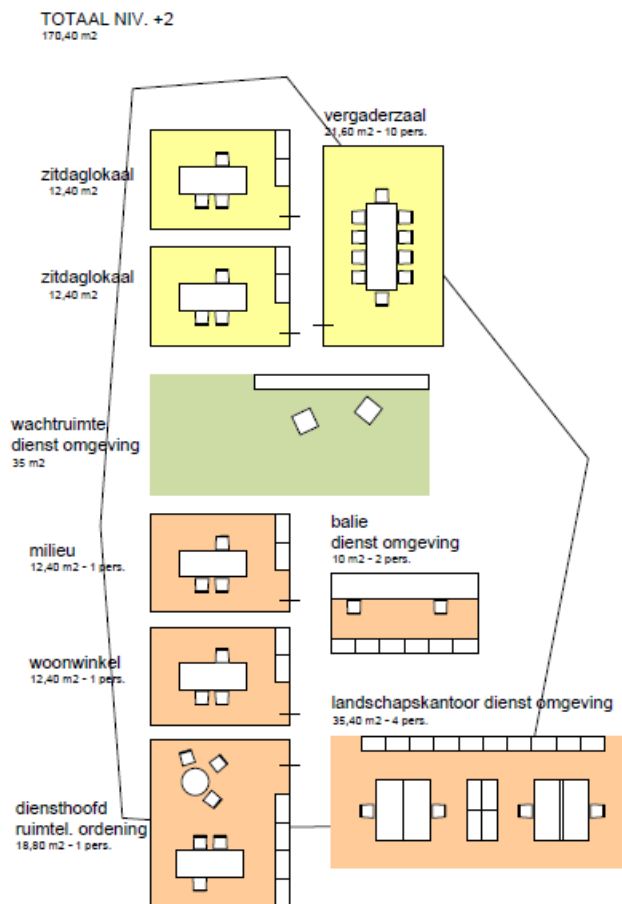 TOTAAL NIV. +2
170,40 m2
vergaderzaal
21,60 m2 - 10 pers.
zitdaglokaal
12,40 m2
zitdaglokaal
12,40 m2
wachtruimte
dienst omgeving
35 m2
milieu
12,40 m2 - 1 pers.
balie
dienst omgeving
10 m2 - 2 pers.
woonwinkel
12,40 m2 - 1 pers.
landschapskantoor dienst omgeving
35,40 m2 - 4 pers.
diensthoofd
ruimtel. ordening
18,80 m2 - 1 pers.